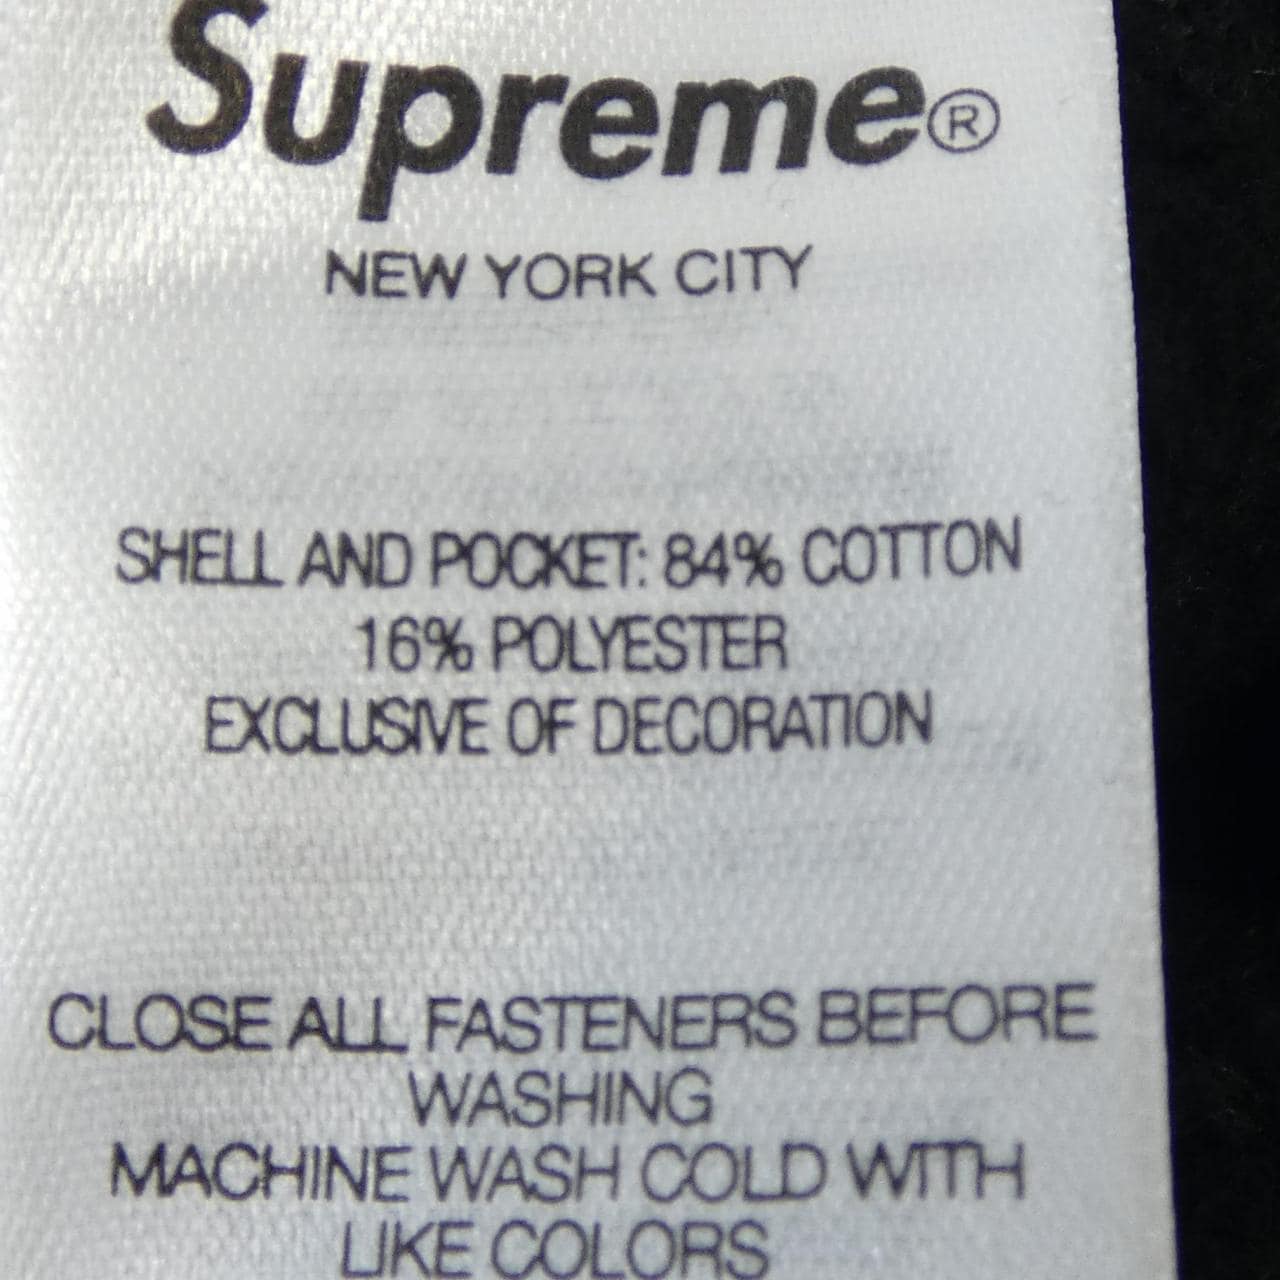 Supreme®
NEW YORK CITY
SHELL AND POCKET: 84% COTTON
16% POLYESTER
EXCLUSIVE OF DECORATION
CLOSE ALL FASTENERS BEFORE
WASHING
MACHINE WASH COLD WITH
LIKE COLORS